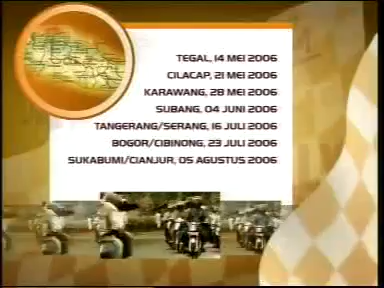 TEGAL, 14 MEI 2006
CILACAP, 21 MEI 2006
KARAWANG, 28 MEI 2006
SUBANG, 04 JUNI 2006
TANGERANG/SERANG, 16 JULI 2006
BOGOR/CIBINONG, 23 JULI 2006
SUKABUMI/CIANJUR, 05 AGUSTUS 2006